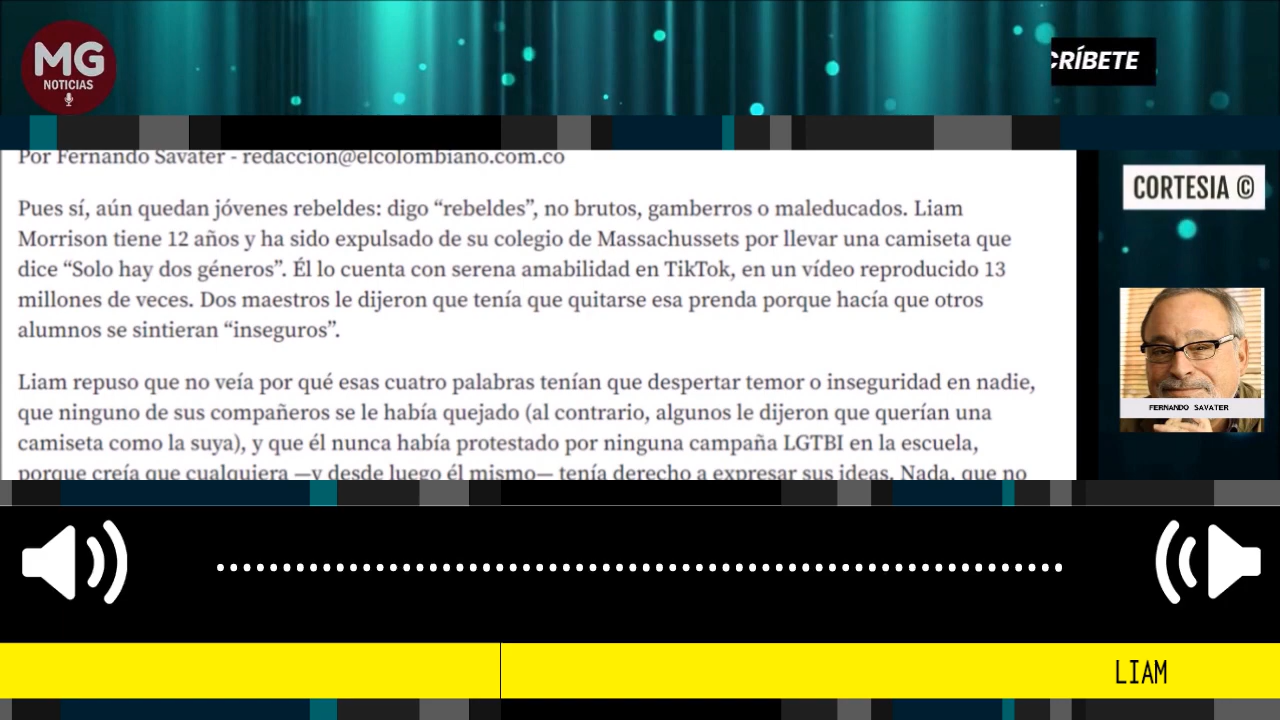 MG
NOTICIAS
CRÍBETE
Por Fernando Savater - redaccion@elcolombiano.com.co
Pues sí, aún quedan jóvenes rebeldes: digo “rebeldes”, no brutos, gamberros o maleducados. Liam
Morrison tiene 12 años y ha sido expulsado de su colegio de Massachussets por llevar una camiseta que
dice “Solo hay dos géneros”. Él lo cuenta con serena amabilidad en TikTok, en un vídeo reproducido 13
millones de veces. Dos maestros le dijeron que tenía que quitarse esa prenda porque hacía que otros
alumnos se sintieran “inseguros”.
Liam repuso que no veía por qué esas cuatro palabras tenían que despertar temor o inseguridad en nadie,
que ninguno de sus compañeros se le había quejado (al contrario, algunos le dijeron que querían una
camiseta como la suya), y que él nunca había protestado por ninguna campaña LGTBI en la escuela,
porque creía que cualquiera —y desde luego él mismo— tenía derecho a expresar sus ideas. Nada, que no
CORTESIA ©
FERNANDO SAVATER
LIAM